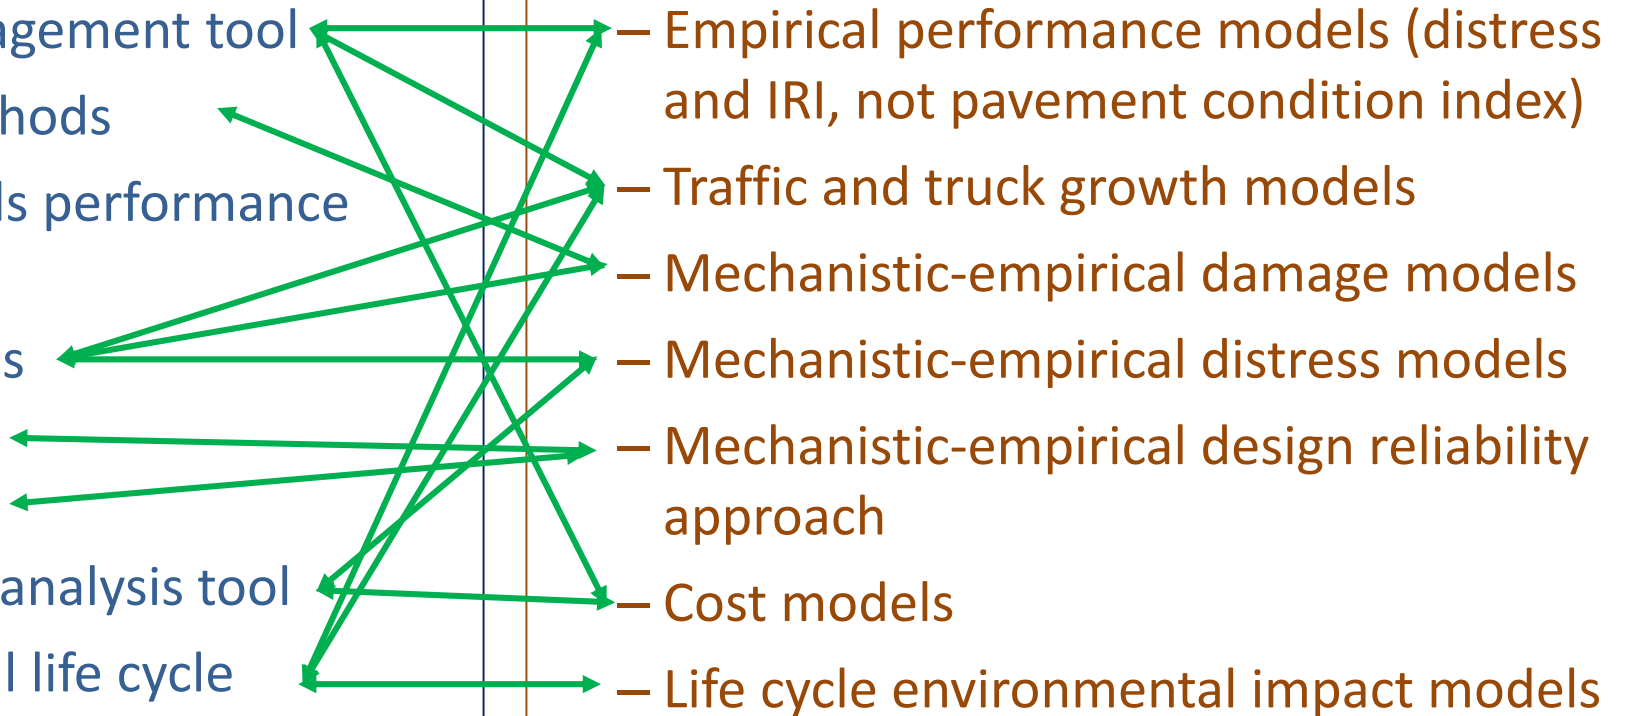 agement tool
hods
ls performance
s
analysis tool
l life cycle
– Empirical performance models (distress
and IRI, not pavement condition index)
– Traffic and truck growth models
– Mechanistic-empirical damage models
– Mechanistic-empirical distress models
– Mechanistic-empirical design reliability
approach
– Cost models
– Life cycle environmental impact models